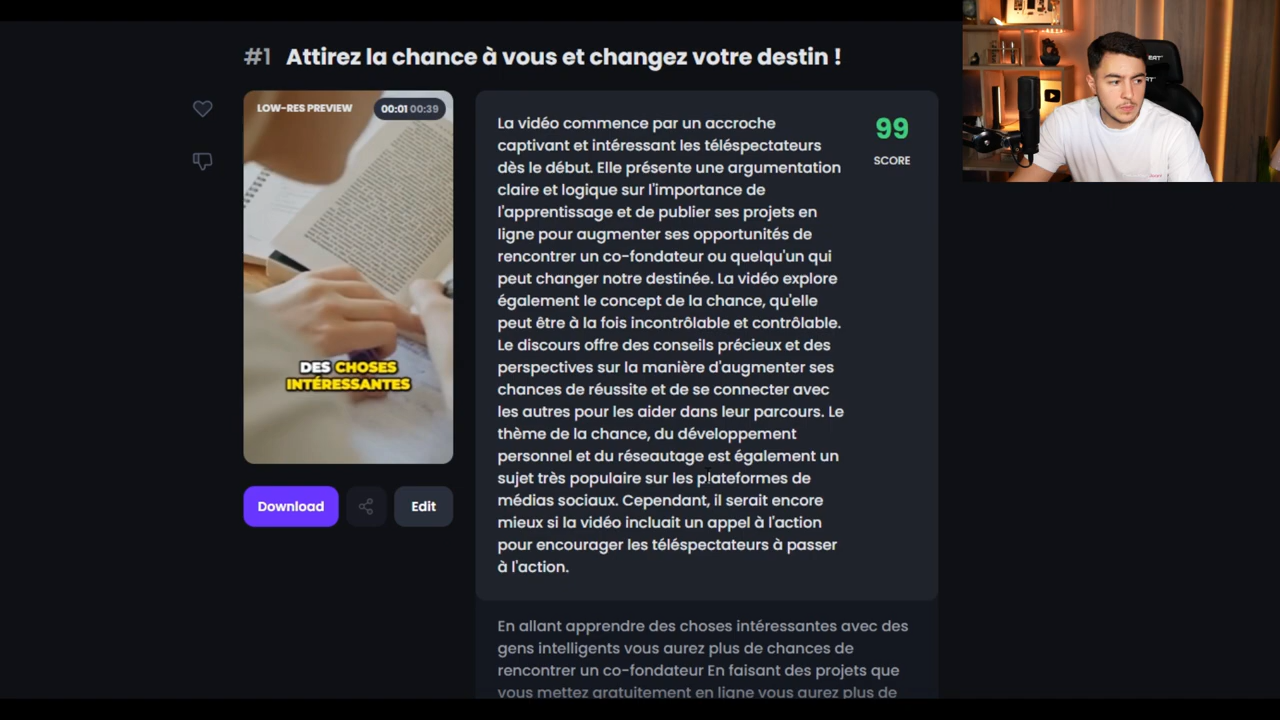 #1 Attirez la chance à vous et changez votre destin !
LOW-RES PREVIEW
00:01 00:39
DES CHOSES
INTÉRESSANTES
Download
Edit
La vidéo commence par un accroche
captivant et intéressant les téléspectateurs
dès le début. Elle présente une argumentation
claire et logique sur l'importance de
l'apprentissage et de publier ses projets en
ligne pour augmenter ses opportunités de
rencontrer un co-fondateur ou quelqu'un qui
peut changer notre destinée. La vidéo explore
également le concept de la chance, qu'elle
peut être à la fois incontrôlable et contrôlable.
Le discours offre des conseils précieux et des
perspectives sur la manière d'augmenter ses
chances de réussite et de se connecter avec
les autres pour les aider dans leur parcours. Le
thème de la chance, du développement
personnel et du réseautage est également un
sujet très populaire sur les plateformes de
médias sociaux. Cependant, il serait encore
mieux si la vidéo incluait un appel à l'action
pour encourager les téléspectateurs à passer
à l'action.
99
SCORE
En allant apprendre des choses intéressantes avec des
gens intelligents vous aurez plus de chances de
rencontrer un co-fondateur En faisant des projets que
vous mettez gratuitement en ligne vous aurez plus de